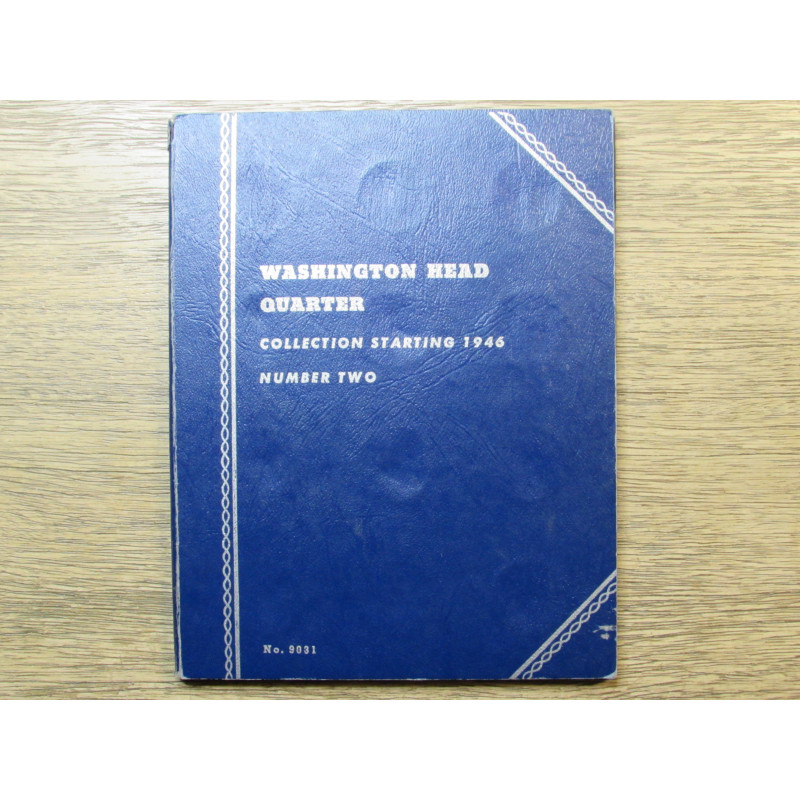 WASHINGTON HEAD
QUARTER
COLLECTION STARTING 1946
NUMBER TWO
No. 9031